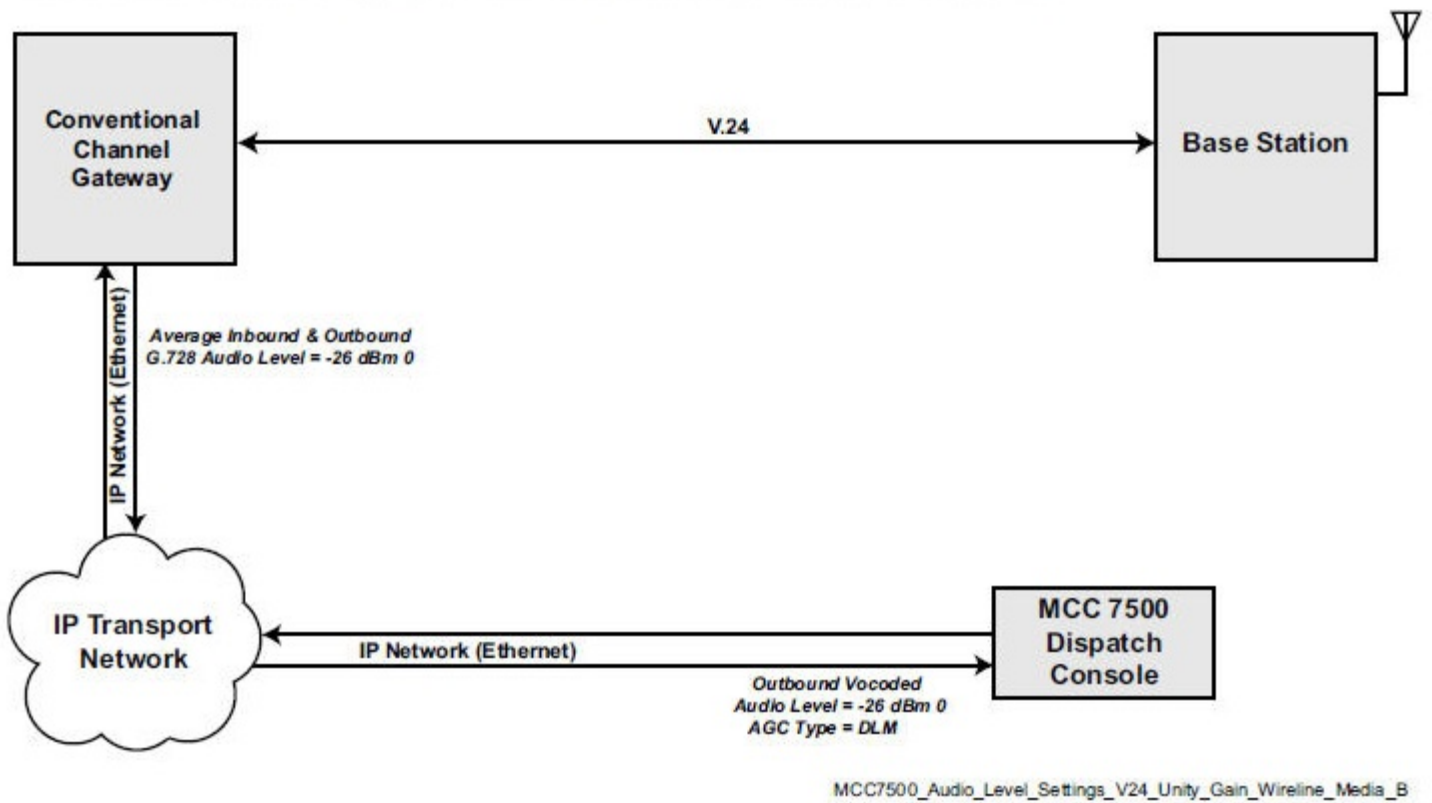 Conventional
Channel
Gateway
V.24
Base Station
IP Network (Ethernet)
Average Inbound & Outbound
G.728 Audio Level = -26 dBm 0
IP Transport
Network
IP Network (Ethernet)
MCC 7500
Dispatch
Console
Outbound Vocoded
Audio Level = -26 dBm 0
AGC Type = DLM
MCC7500_Audio_Level_Settings_V24_Unity_Gain_Wireline_Media_B